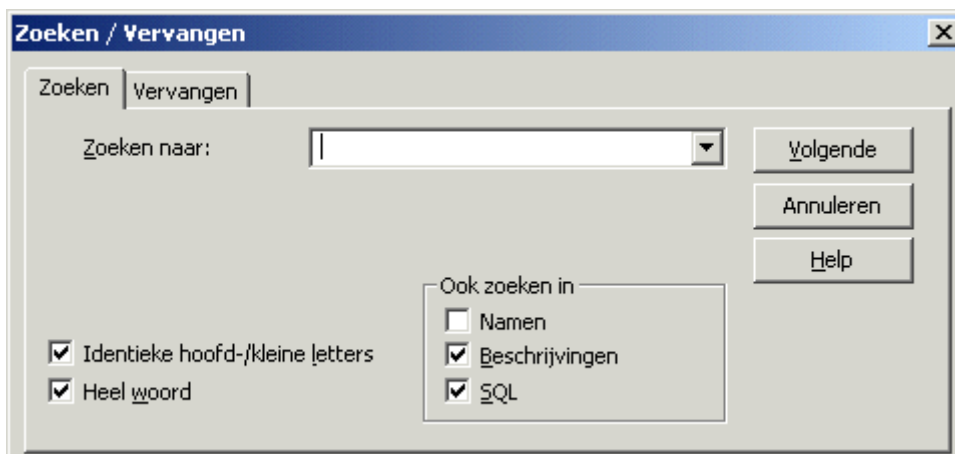 Zoeken / Vervangen
Zoeken Vervangen
Zoeken naar: Volgende
Annuleren
Help
Ook zoeken in
Namen
Identieke hoofd-/kleine letters Beschrijvingen
Heel woord SQL